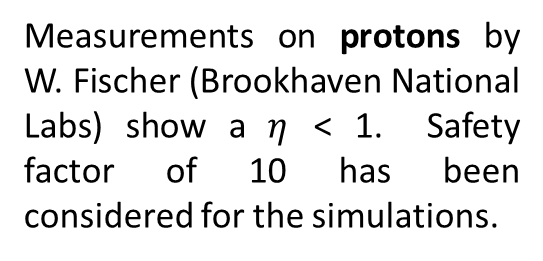 Measurements on protons by
W. Fischer (Brookhaven National
Labs) show a η < 1. Safety
factor of 10 has been
considered for the simulations.